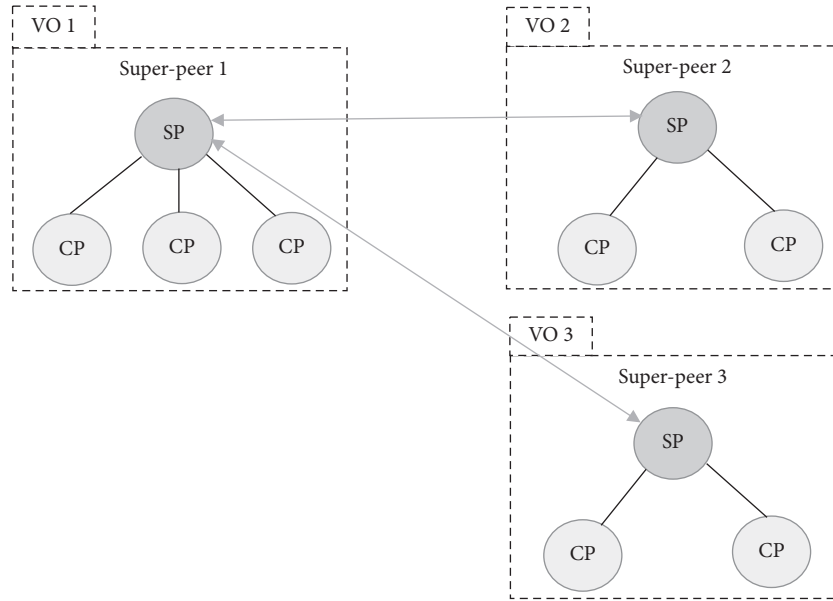 VO 1
Super-peer 1
SP
CP
CP
CP
VO 2
Super-peer 2
SP
CP
CP
VO 3
Super-peer 3
SP
CP
CP